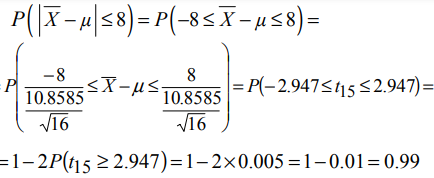 P(|X̅−μ|≤8)=P(−8≤X̅−μ≤8)=
=P(−8/(10.8585/√16)≤X̅−μ≤8/(10.8585/√16))=P(−2.947≤t₁₅≤2.947)=
=1−2P(t₁₅≥2.947)=1−2×0.005=1−0.01=0.99